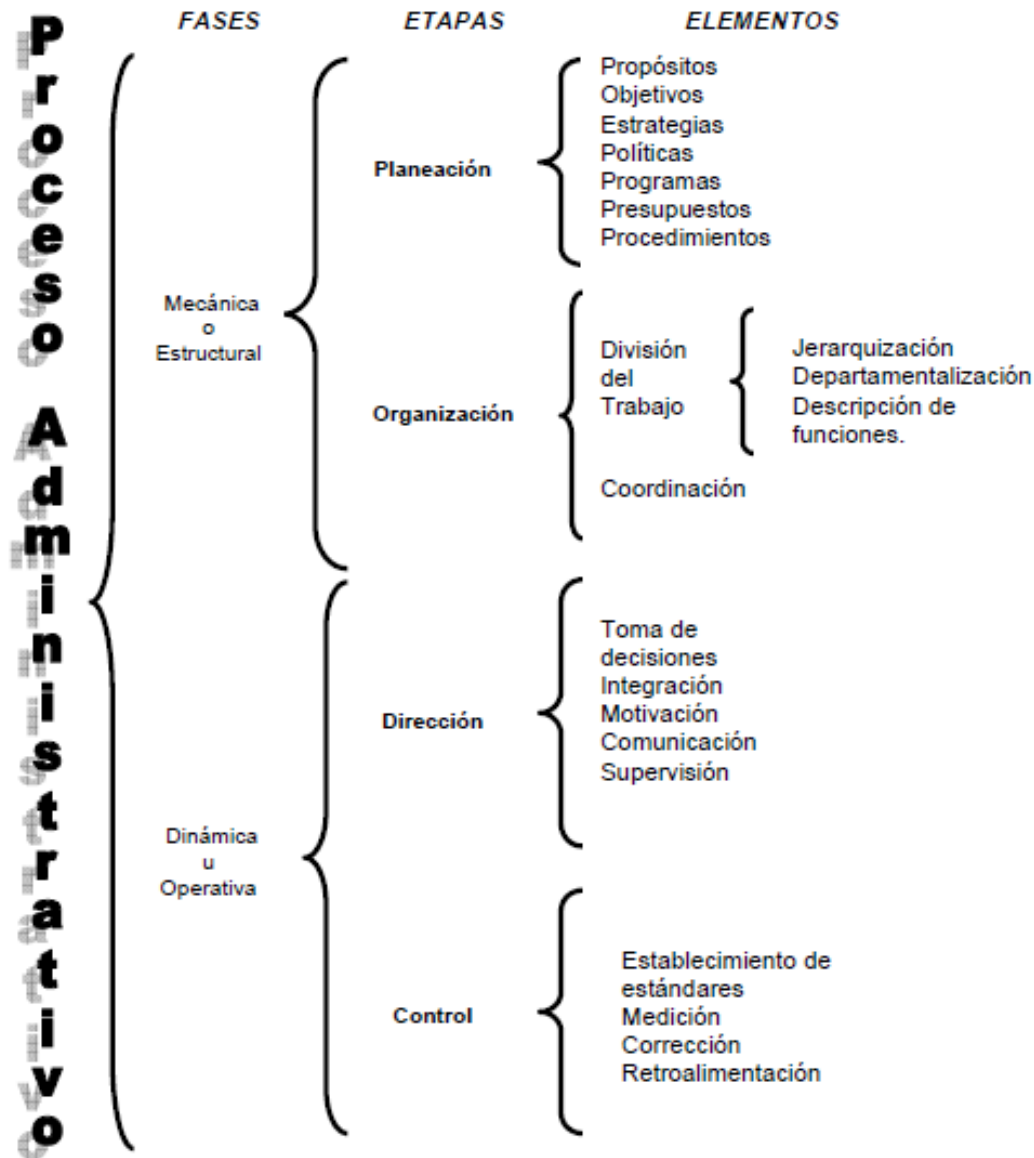 Proceso Administrativo
FASES ETAPAS ELEMENTOS
Mecánica
o
Estructural
Planeación
Propósitos
Objetivos
Estrategias
Políticas
Programas
Presupuestos
Procedimientos
Organización
División
del
Trabajo
Jerarquización
Departamentalización
Descripción de
funciones.
Coordinación
Dinámica
u
Operativa
Dirección
Toma de
decisiones
Integración
Motivación
Comunicación
Supervisión
Control
Establecimiento de
estándares
Medición
Corrección
Retroalimentación